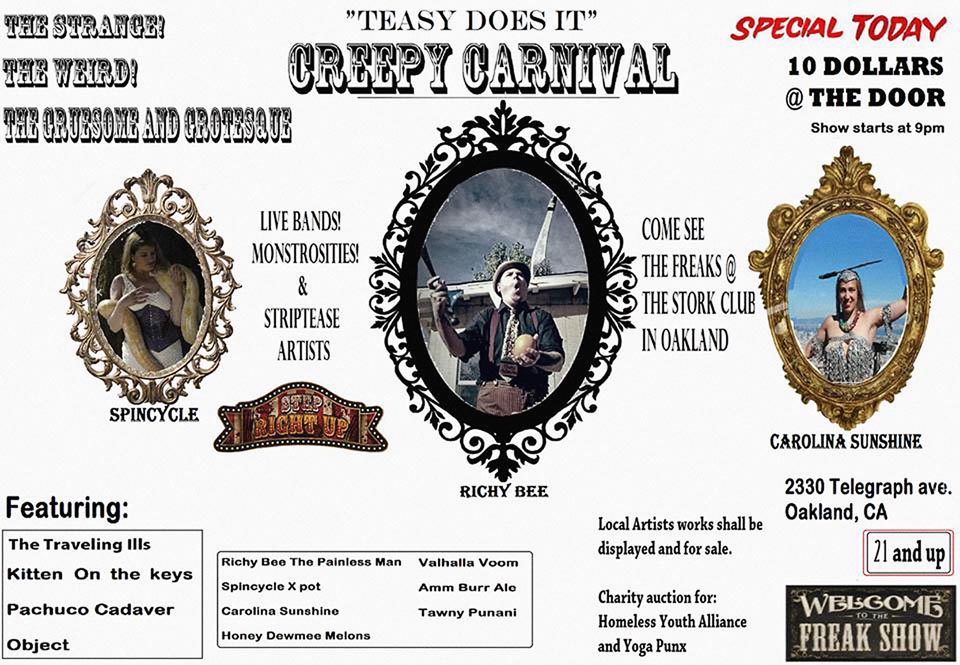 THE STRANGE!
THE WEIRD!
THE GRUESOME AND GROTESQUE
"TEASY DOES IT"
CREEPY CARNIVAL
SPECIAL TODAY
10 DOLLARS
@ THE DOOR
Show starts at 9pm
LIVE BANDS!
MONSTROSITIES!
&
STRIPTEASE
ARTISTS
COME SEE
THE FREAKS @
THE STORK CLUB
IN OAKLAND
SPINCYCLE
STEP
RIGHT UP
RICHY BEE
CAROLINA SUNSHINE
Featuring:
The Traveling Ills
Kitten On the keys
Pachuco Cadaver
Object
Richy Bee The Painless Man
Spincycle X pot
Carolina Sunshine
Honey Dewmee Melons
Valhalla Voom
Amm Burr Ale
Tawny Punani
Local Artists works shall be
displayed and for sale.
Charity auction for:
Homeless Youth Alliance
and Yoga Punx
2330 Telegraph ave.
Oakland, CA
21 and up
WELCOME
TO THE
FREAK SHOW